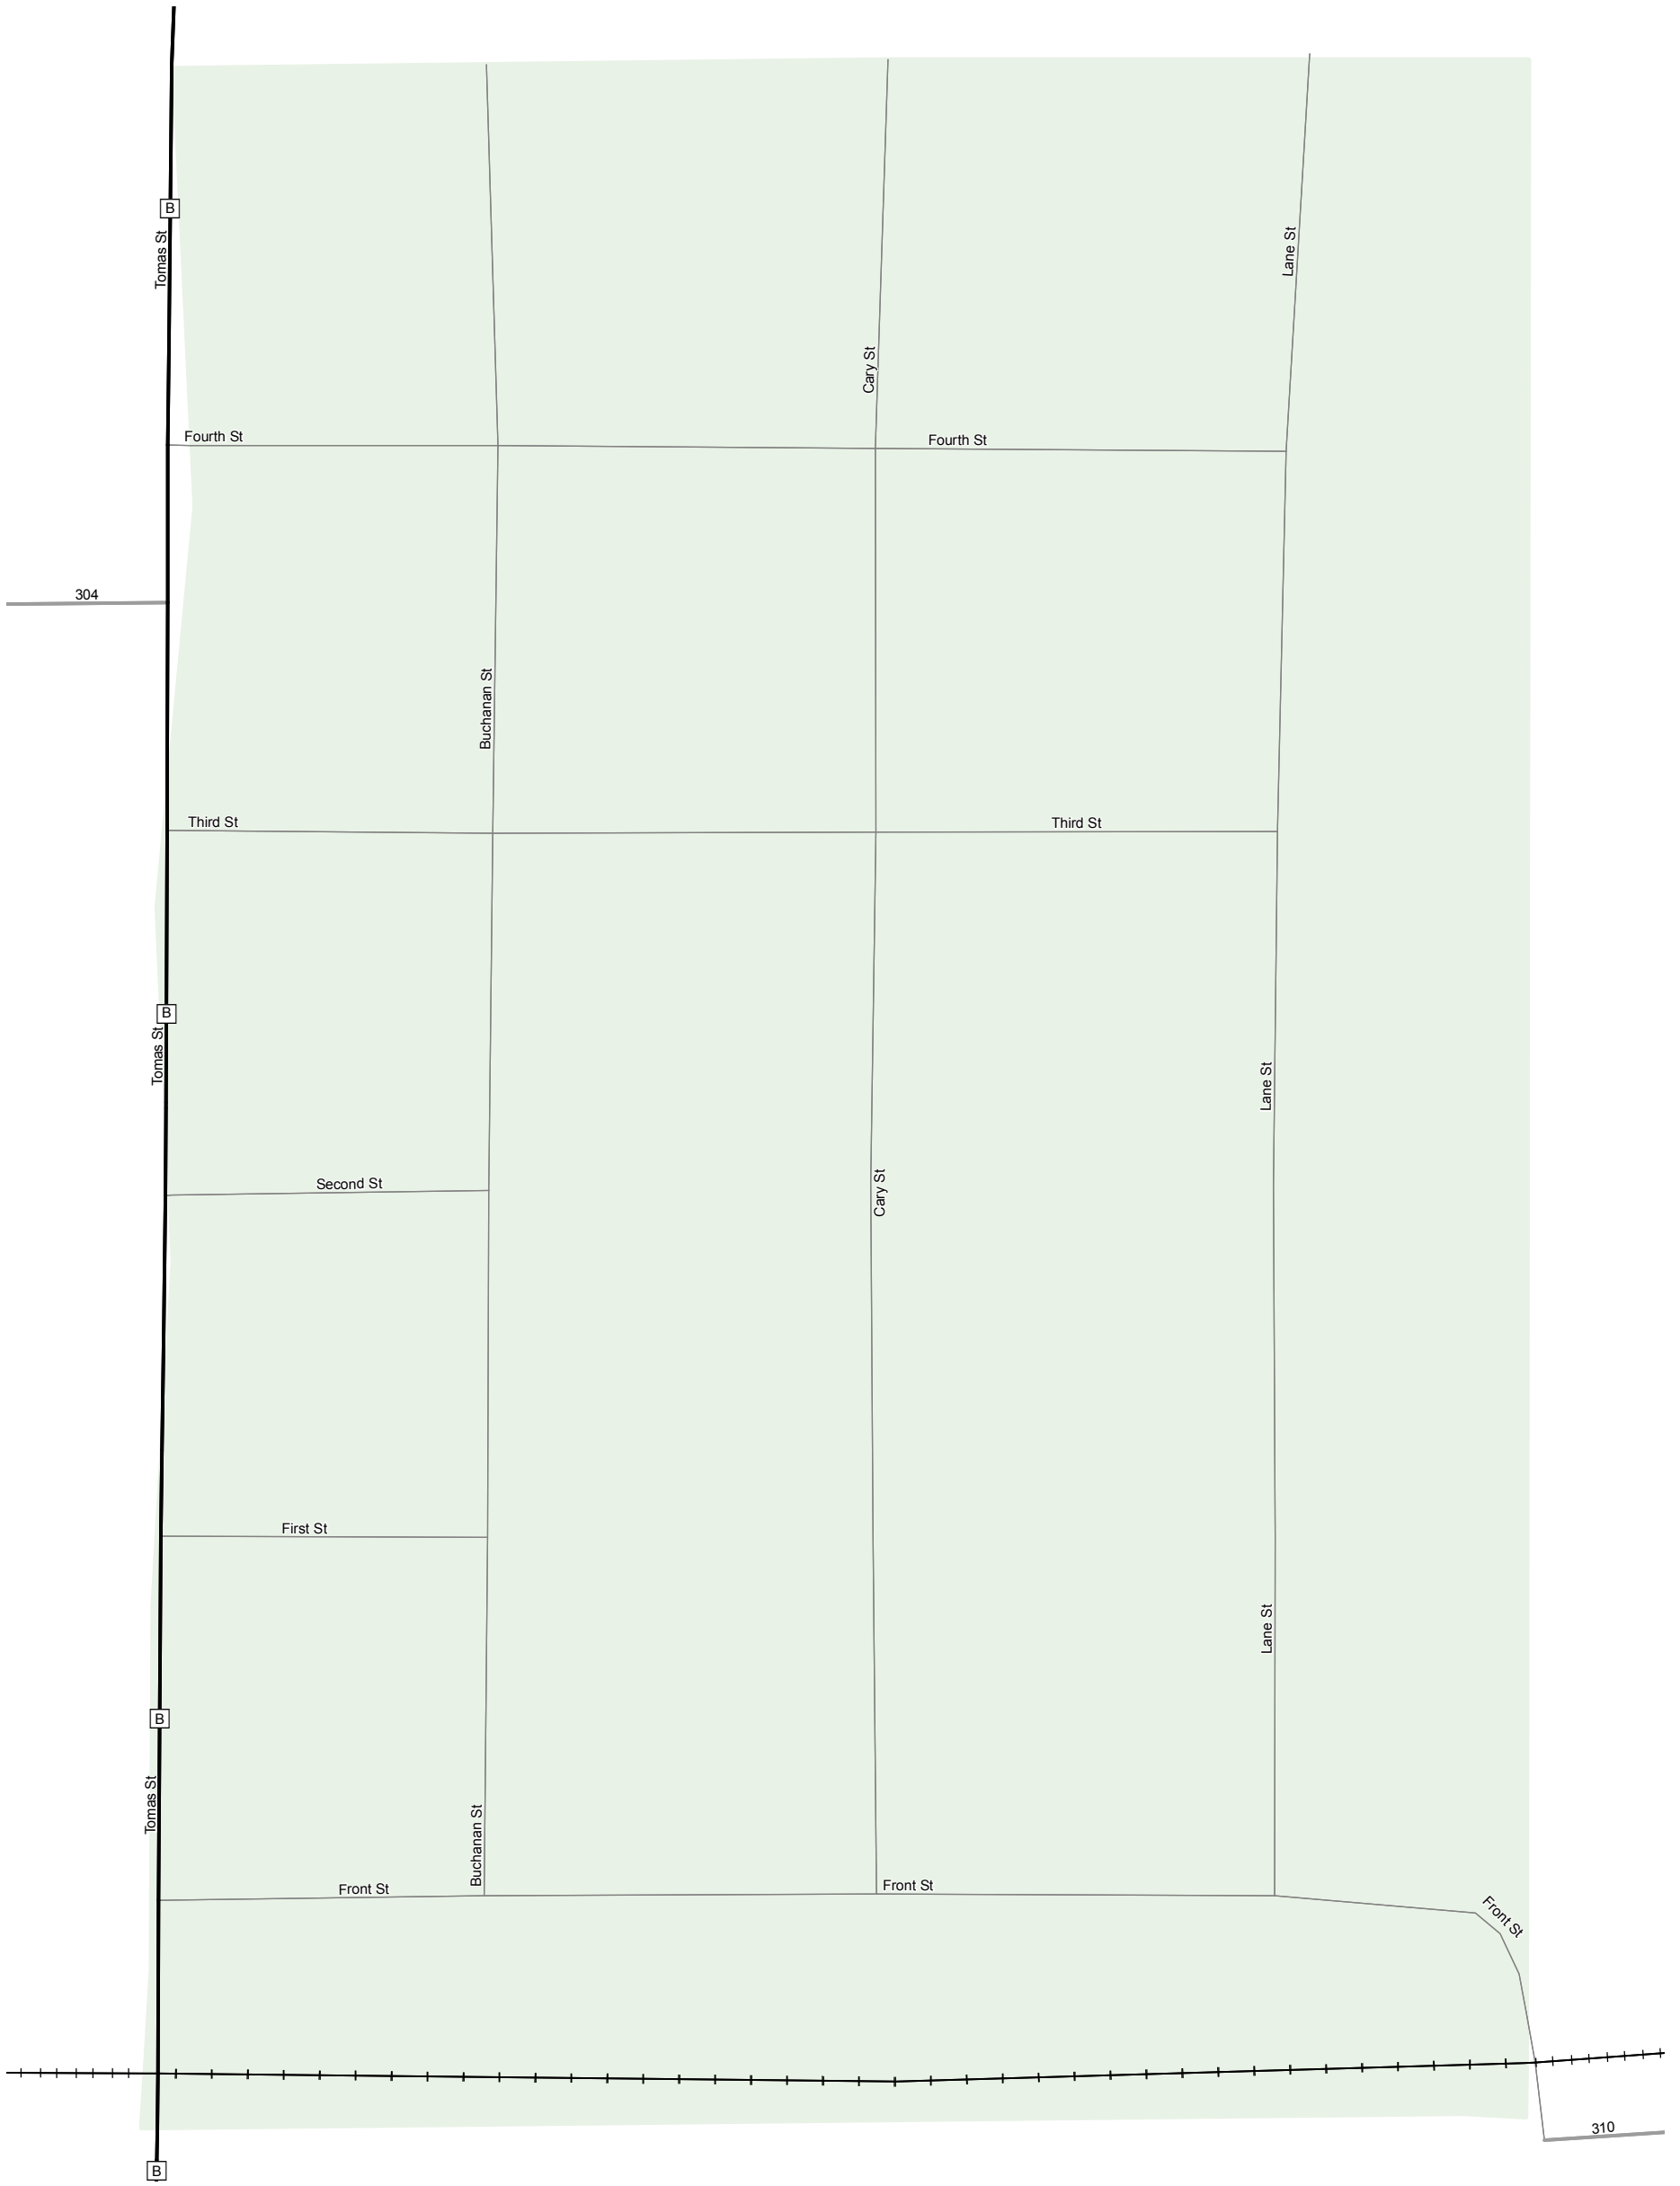 B
Tomas St
Lane St
Cary St
Fourth St
Fourth St
304
Buchanan St
Third St
Third St
B
Tomas St
Lane St
Second St
Cary St
First St
Lane St
B
Tomas St
Buchanan St
Front St
Front St
Front St
310
B